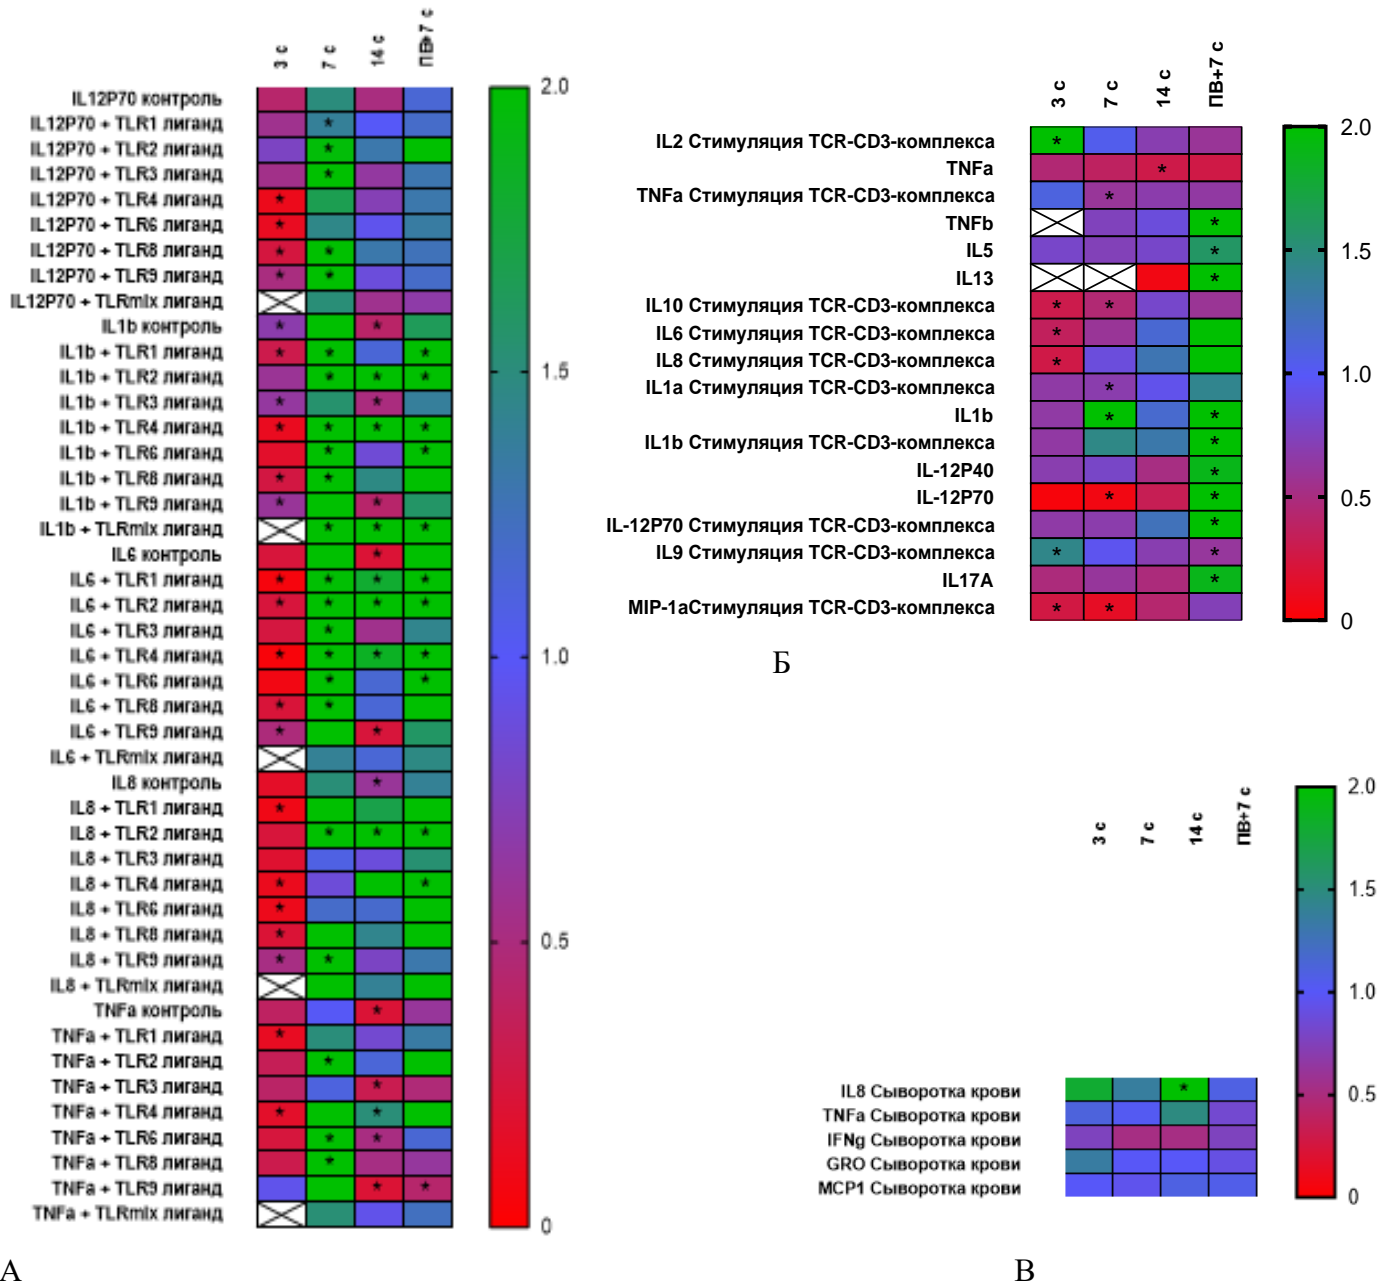 3 с
7 с
14 с
ПВ+7 с
IL12P70 контроль
IL12P70 + TLR1 лиганд
IL12P70 + TLR2 лиганд
IL12P70 + TLR3 лиганд
IL12P70 + TLR4 лиганд
IL12P70 + TLR6 лиганд
IL12P70 + TLR8 лиганд
IL12P70 + TLR9 лиганд
IL12P70 + TLRmix лиганд
IL1b контроль
IL1b + TLR1 лиганд
IL1b + TLR2 лиганд
IL1b + TLR3 лиганд
IL1b + TLR4 лиганд
IL1b + TLR6 лиганд
IL1b + TLR8 лиганд
IL1b + TLR9 лиганд
IL1b + TLRmix лиганд
IL6 контроль
IL6 + TLR1 лиганд
IL6 + TLR2 лиганд
IL6 + TLR3 лиганд
IL6 + TLR4 лиганд
IL6 + TLR6 лиганд
IL6 + TLR8 лиганд
IL6 + TLR9 лиганд
IL6 + TLRmix лиганд
IL8 контроль
IL8 + TLR1 лиганд
IL8 + TLR2 лиганд
IL8 + TLR3 лиганд
IL8 + TLR4 лиганд
IL8 + TLR6 лиганд
IL8 + TLR8 лиганд
IL8 + TLR9 лиганд
IL8 + TLRmix лиганд
TNFa контроль
TNFa + TLR1 лиганд
TNFa + TLR2 лиганд
TNFa + TLR3 лиганд
TNFa + TLR4 лиганд
TNFa + TLR6 лиганд
TNFa + TLR8 лиганд
TNFa + TLR9 лиганд
TNFa + TLRmix лиганд
2.0
1.5
1.0
0.5
0
А
3 с
7 с
14 с
ПВ+7 с
IL2 Стимуляция TCR-CD3-комплекса
TNFa
TNFa Стимуляция TCR-CD3-комплекса
TNFb
IL5
IL13
IL10 Стимуляция TCR-CD3-комплекса
IL6 Стимуляция TCR-CD3-комплекса
IL8 Стимуляция TCR-CD3-комплекса
IL1a Стимуляция TCR-CD3-комплекса
IL1b
IL1b Стимуляция TCR-CD3-комплекса
IL-12P40
IL-12P70
IL-12P70 Стимуляция TCR-CD3-комплекса
IL9 Стимуляция TCR-CD3-комплекса
IL17A
MIP-1aСтимуляция TCR-CD3-комплекса
2.0
1.5
1.0
0.5
0
Б
3 с
7 с
14 с
ПВ+7 с
IL8 Сыворотка крови
TNFa Сыворотка крови
IFNg Сыворотка крови
GRO Сыворотка крови
MCP1 Сыворотка крови
2.0
1.5
1.0
0.5
0
В